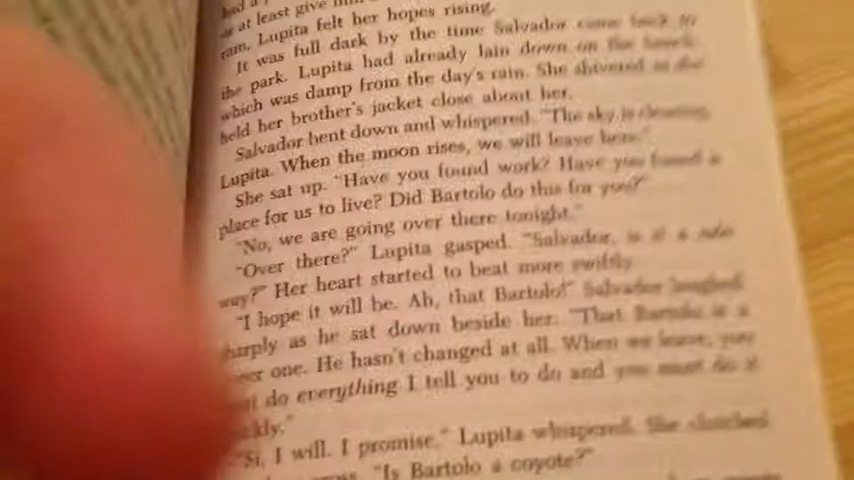 or at least give him
rain, Lupita felt her hopes rising.
It was full dark by the time Salvador came back to
the park. Lupita had already lain down on the bench,
which was damp from the day's rain. She shivered as she
held her brother's jacket close about her.
Salvador bent down and whispered. "The sky is clearing,
Lupita. When the moon rises, we will leave here."
She sat up. "Have you found work? Have you found a
place for us to live? Did Bartolo do this for you?"
"No, we are going over there tonight."
"Over there?" Lupita gasped. "Salvador, is it a safe
way?" Her heart started to beat more swiftly.
"I hope it will be. Ah, that Bartolo!" Salvador laughed
harply as he sat down beside her. "That Bartolo is a
one. He hasn't changed at all. When we leave, you
do everything I tell you to do and you must do it
ckly."
"Si, I will. I promise," Lupita whispered. She clutched
"Is Bartolo a coyote?"